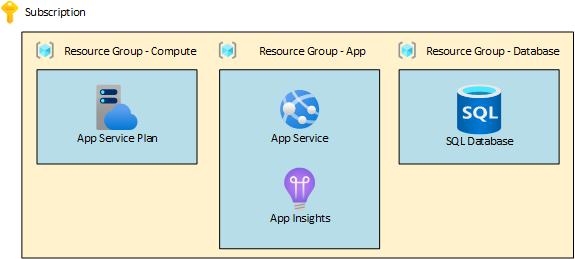 Subscription
Resource Group - Compute
Resource Group - App
Resource Group - Database
App Service Plan
App Service
SQL
SQL Database
App Insights